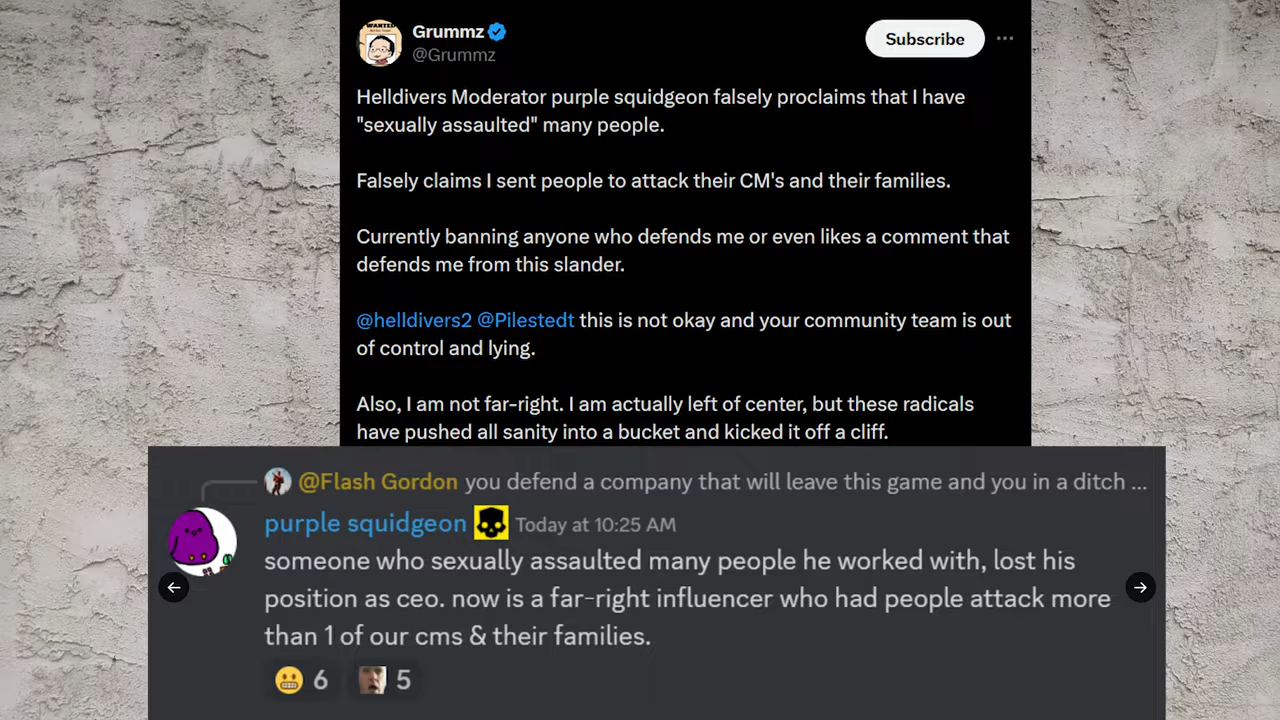 Grummz
@Grummz
Subscribe
Helldivers Moderator purple squidgeon falsely proclaims that I have
"sexually assaulted" many people.
Falsely claims I sent people to attack their CM's and their families.
Currently banning anyone who defends me or even likes a comment that
defends me from this slander.
@helldivers2 @Pilestedt this is not okay and your community team is out
of control and lying.
Also, I am not far-right. I am actually left of center, but these radicals
have pushed all sanity into a bucket and kicked it off a cliff.
@Flash Gordon you defend a company that will leave this game and you in a ditch ...
purple squidgeon Today at 10:25 AM
someone who sexually assaulted many people he worked with, lost his
position as ceo. now is a far-right influencer who had people attack more
than 1 of our cms & their families.
6 5